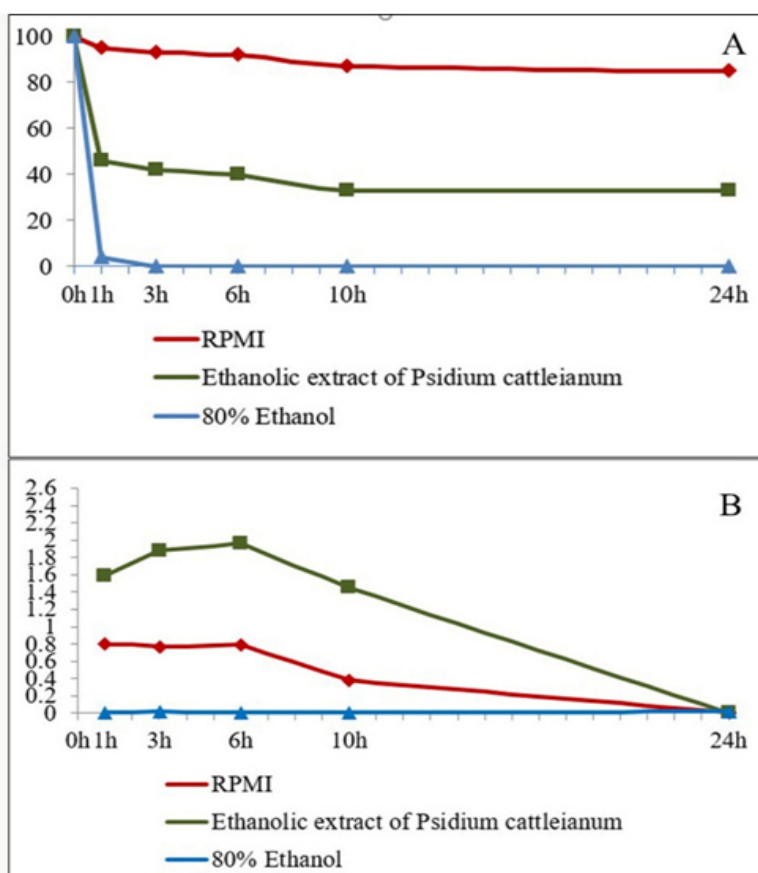 A
100
80
60
40
20
0
0h 1h 3h 6h 10h 24h
RPMI
Ethanolic extract of Psidium cattleianum
80% Ethanol
B
2.6
2.4
2.2
2
1.8
1.6
1.4
1.2
1
0.8
0.6
0.4
0.2
0
0h 1h 3h 6h 10h 24h
RPMI
Ethanolic extract of Psidium cattleianum
80% Ethanol